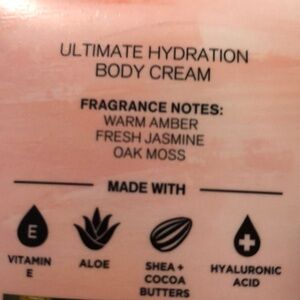 ULTIMATE HYDRATION
BODY CREAM
FRAGRANCE NOTES:
WARM AMBER
FRESH JASMINE
OAK MOSS
MADE WITH
E
VITAMIN
E
ALOE
SHEA +
COCOA
BUTTERS
HYALURONIC
ACID